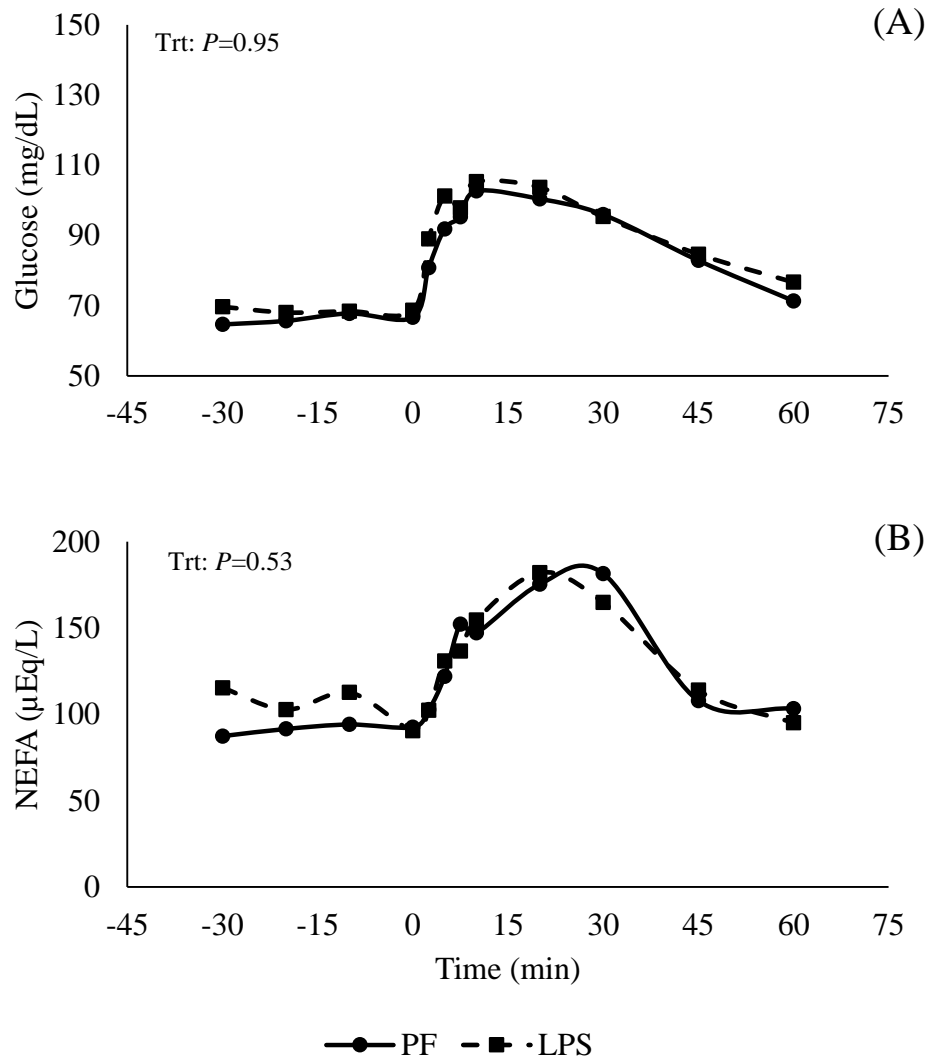 (A)
Trt: P=0.95
Glucose (mg/dL)
150
130
110
90
70
50
-45 -30 -15 0 15 30 45 60 75
(B)
Trt: P=0.53
NEFA (µEq/L)
200
150
100
50
0
-45 -30 -15 0 15 30 45 60 75
Time (min)
PF LPS